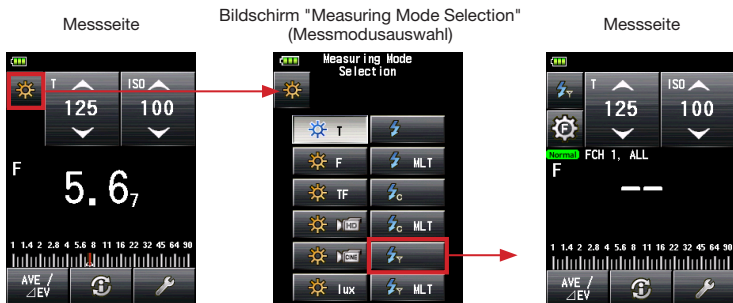 Messseite
Bildschirm "Measuring Mode Selection"
(Messmodusauswahl)
Messseite
T
125
ISO
100
F
5.6₇
1 1.4 2 2.8 4 5.6 8 11 16 22 32 45 64 90
AVE /
⊿EV
Measuring Mode
Selection
T
F
MLT
TF
C
HD
C MLT
CINE
lux
MLT
T
125
ISO
100
F
Normal FCH 1, ALL
F
--
1 1.4 2 2.8 4 5.6 8 11 16 22 32 45 64 90
AVE /
⊿EV